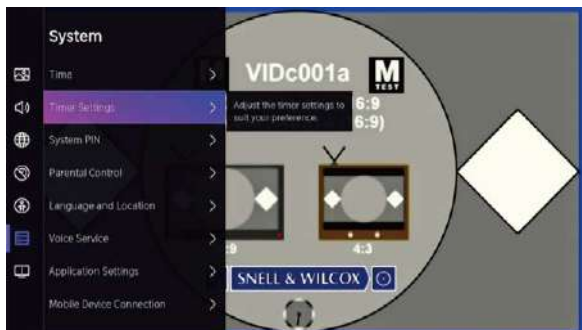 System
Time
Timer Settings
Adjust the timer settings to
suit your preference.
System PIN
Parental Control
Language and Location
Voice Service
Application Settings
Mobile Device Connection
VIDc001a
M
TEST
6:9
6:9)
:9
4:3
SNELL & WILCOX